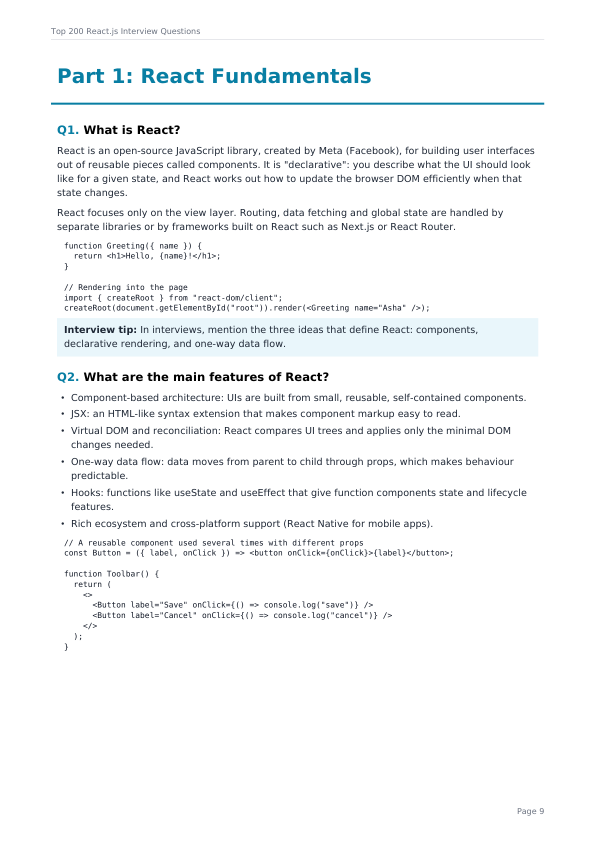 Top 200 React.js Interview Questions
Part 1: React Fundamentals
Q1. What is React?
React is an open-source JavaScript library, created by Meta (Facebook), for building user interfaces
out of reusable pieces called components. It is "declarative": you describe what the UI should look
like for a given state, and React works out how to update the browser DOM efficiently when that
state changes.
React focuses only on the view layer. Routing, data fetching and global state are handled by
separate libraries or by frameworks built on React such as Next.js or React Router.
function Greeting({ name }) {
  return <h1>Hello, {name}!</h1>;
}
// Rendering into the page
import { createRoot } from "react-dom/client";
createRoot(document.getElementById("root")).render(<Greeting name="Asha" />);
Interview tip: In interviews, mention the three ideas that define React: components,
declarative rendering, and one-way data flow.
Q2. What are the main features of React?
• Component-based architecture: UIs are built from small, reusable, self-contained components.
• JSX: an HTML-like syntax extension that makes component markup easy to read.
• Virtual DOM and reconciliation: React compares UI trees and applies only the minimal DOM
changes needed.
• One-way data flow: data moves from parent to child through props, which makes behaviour
predictable.
• Hooks: functions like useState and useEffect that give function components state and lifecycle
features.
• Rich ecosystem and cross-platform support (React Native for mobile apps).
// A reusable component used several times with different props
const Button = ({ label, onClick }) => <button onClick={onClick}>{label}</button>;
function Toolbar() {
  return (
    <>
      <Button label="Save" onClick={() => console.log("save")} />
      <Button label="Cancel" onClick={() => console.log("cancel")} />
    </>
  );
}
Page 9